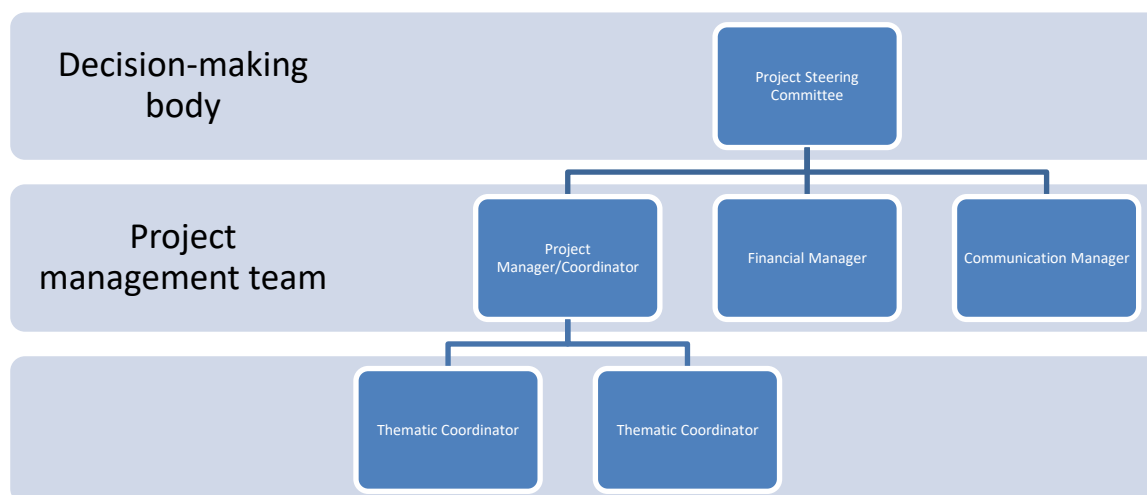 Decision-making
body
Project Steering
Committee
Project
management team
Project
Manager/Coordinator
Financial Manager
Communication Manager
Thematic Coordinator
Thematic Coordinator